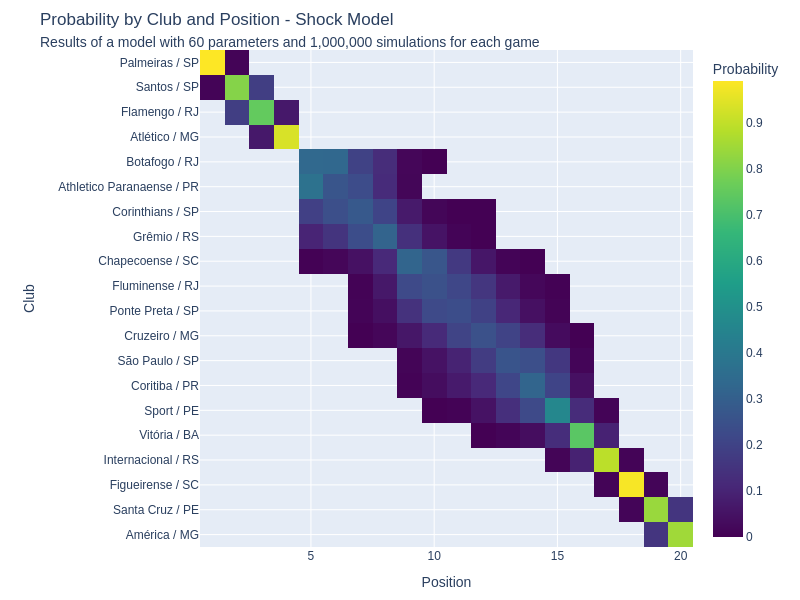 Probability by Club and Position - Shock Model
Results of a model with 60 parameters and 1,000,000 simulations for each game
Probability
Palmeiras / SP
Santos / SP
Flamengo / RJ
Atlético / MG
Botafogo / RJ
Athletico Paranaense / PR
Corinthians / SP
Grêmio / RS
Chapecoense / SC
Fluminense / RJ
Ponte Preta / SP
Cruzeiro / MG
São Paulo / SP
Coritiba / PR
Sport / PE
Vitória / BA
Internacional / RS
Figueirense / SC
Santa Cruz / PE
América / MG
Club
5
10
15
20
Position
0.9
0.8
0.7
0.6
0.5
0.4
0.3
0.2
0.1
0